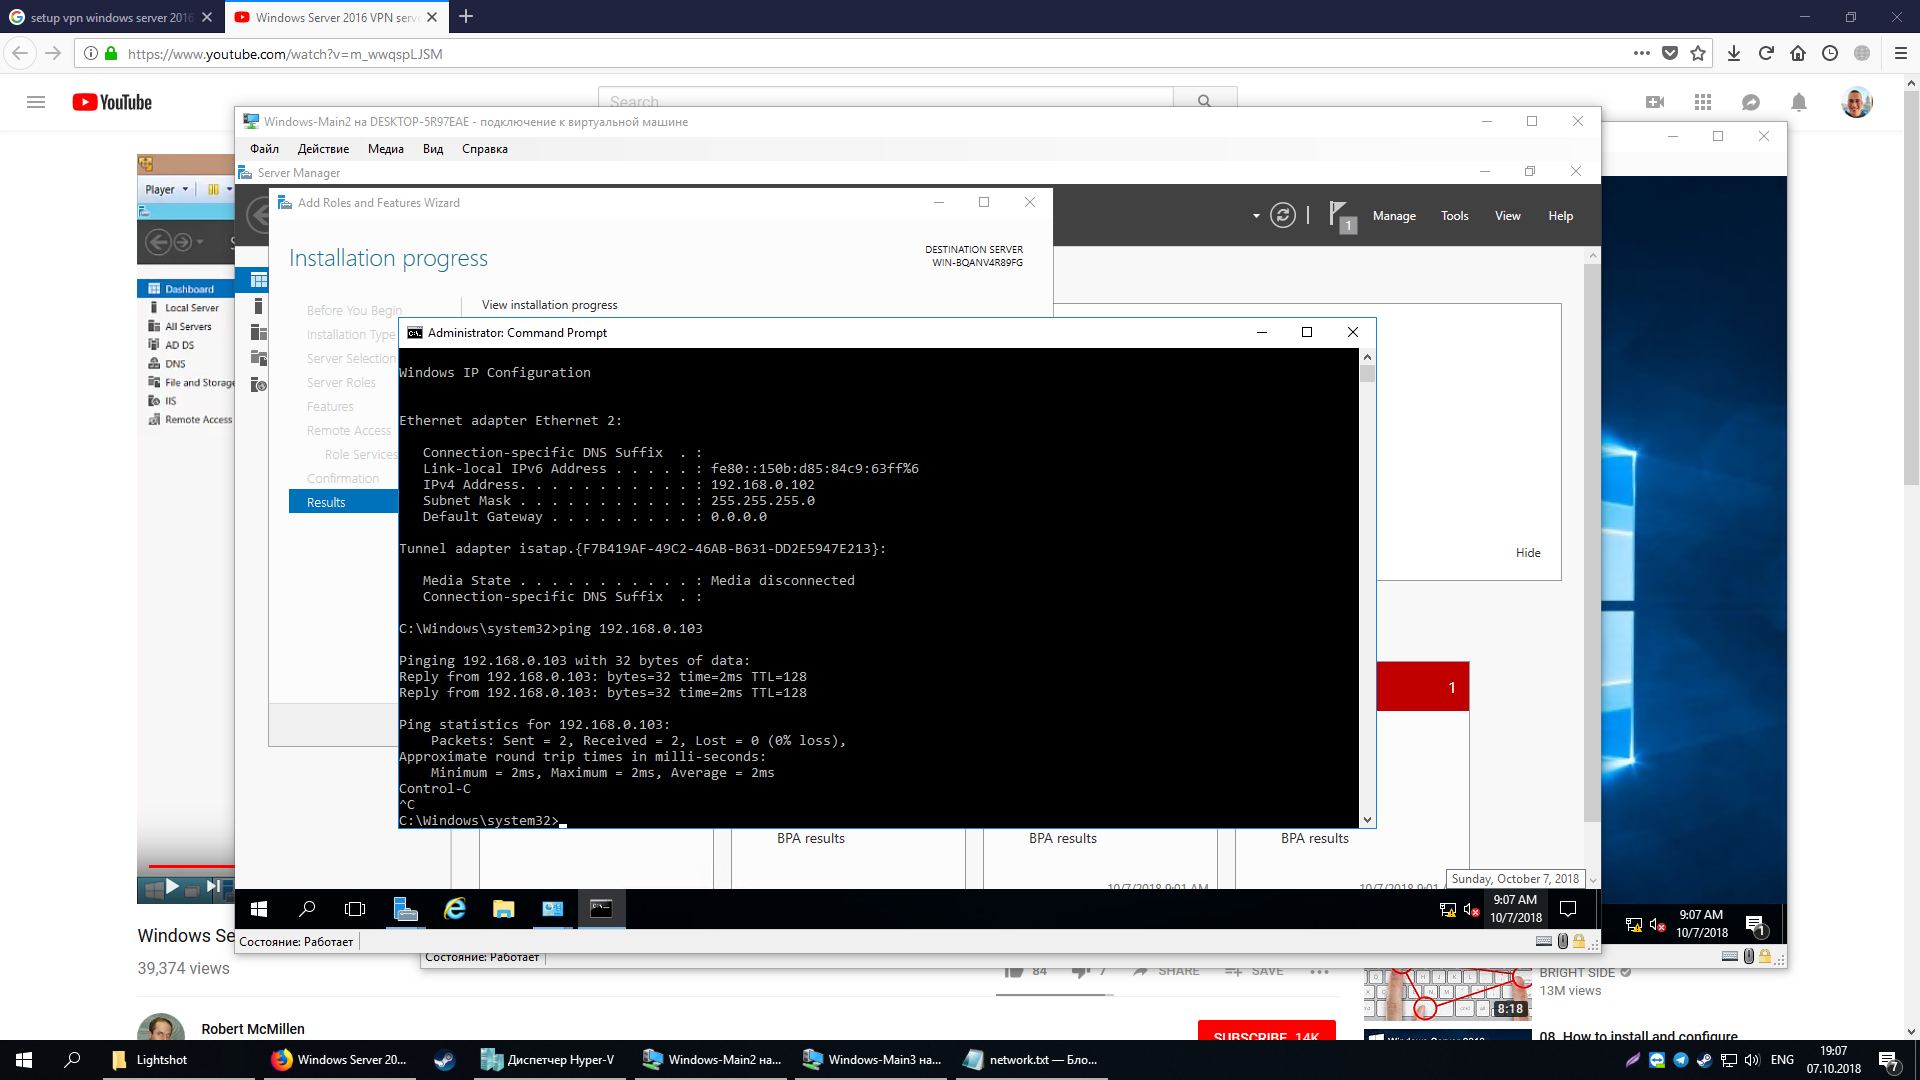 setup vpn windows server 2016
Windows Server 2016 VPN serve
https://www.youtube.com/watch?v=m_wwqspLJSM
YouTube
Search
Windows-Main2 на DESKTOP-5R97EAE - подключение к виртуальной машине
Файл Действие Медиа Вид Справка
Server Manager
Player
Add Roles and Features Wizard
1
Manage Tools View Help
Installation progress
DESTINATION SERVER
WIN-BQANV4R89FG
Dashboard
Local Server
All Servers
AD DS
DNS
File and Storage
IIS
Remote Access
Before You Begin
Installation Type
Server Selection
Server Roles
Features
Remote Access
Role Services
Confirmation
Results
View installation progress
Administrator: Command Prompt
Windows IP Configuration
Ethernet adapter Ethernet 2:
Connection-specific DNS Suffix . :
Link-local IPv6 Address . . . . . : fe80::150b:d85:84c9:63ff%6
IPv4 Address. . . . . . . . . . . : 192.168.0.102
Subnet Mask . . . . . . . . . . . : 255.255.255.0
Default Gateway . . . . . . . . . : 0.0.0.0
Tunnel adapter isatap.{F7B419AF-49C2-46AB-B631-DD2E5947E213}:
Media State . . . . . . . . . . . : Media disconnected
Connection-specific DNS Suffix . :
C:\Windows\system32>ping 192.168.0.103
Pinging 192.168.0.103 with 32 bytes of data:
Reply from 192.168.0.103: bytes=32 time=2ms TTL=128
Reply from 192.168.0.103: bytes=32 time=2ms TTL=128
Ping statistics for 192.168.0.103:
Packets: Sent = 2, Received = 2, Lost = 0 (0% loss),
Approximate round trip times in milli-seconds:
Minimum = 2ms, Maximum = 2ms, Average = 2ms
Control-C
^C
C:\Windows\system32>
Hide
1
BPA results
BPA results
BPA results
10/7/2018 9:01 AM
Sunday, October 7, 2018
9:07 AM
10/7/2018
Состояние: Работает
9:07 AM
10/7/2018
1
Состояние: Работает
Windows Se
39,374 views
84 7 SHARE SAVE
Robert McMillen
SUBSCRIBE 14K
BRIGHT SIDE
13M views
8:18
08. How to install and configure
Lightshot
Windows Server 20...
Диспетчер Hyper-V
Windows-Main2 на...
Windows-Main3 на...
network.txt — Бло...
ENG
19:07
07.10.2018
7